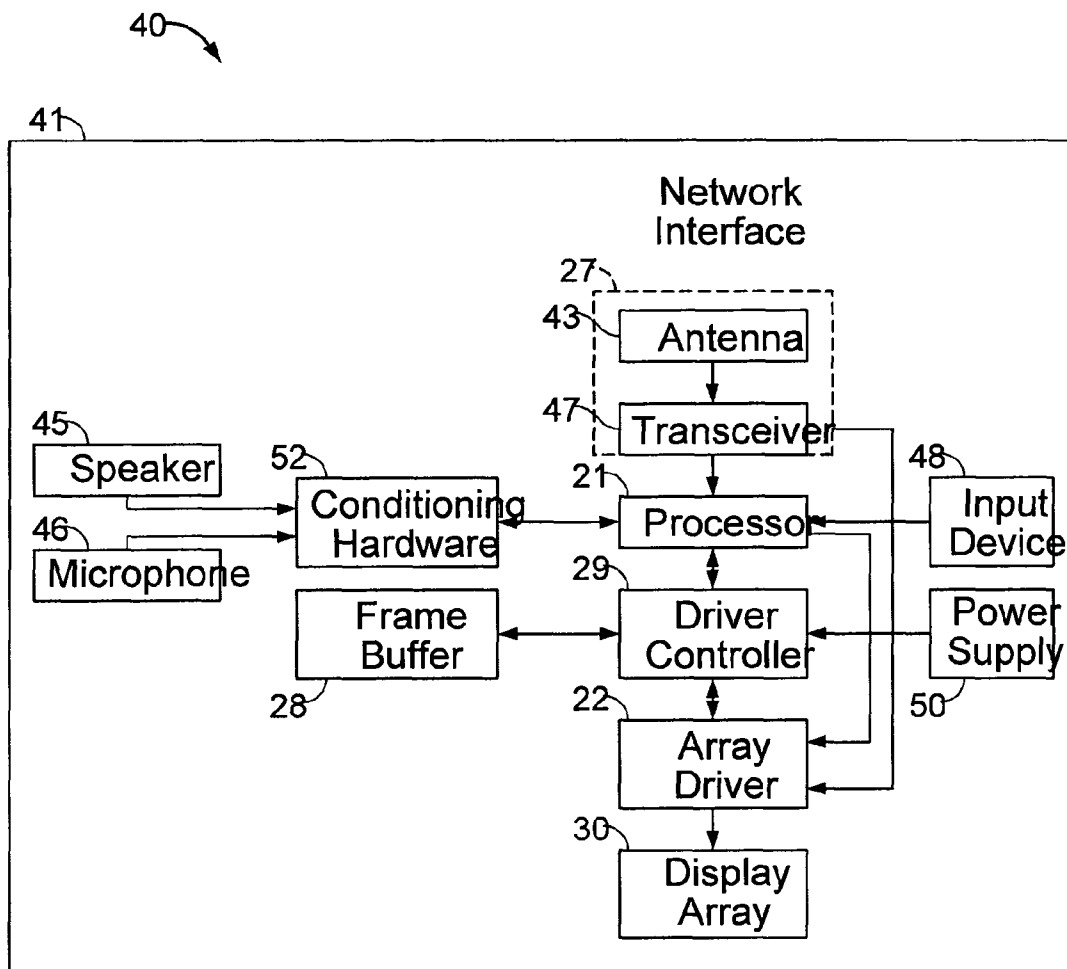 40
41
Network
Interface
27
43
Antenna
47
Transceiver
45
Speaker
52
Conditioning
Hardware
21
Processor
48
Input
Device
46
Microphone
29
Driver
Controller
Frame
Buffer
28
Power
Supply
50
22
Array
Driver
30
Display
Array